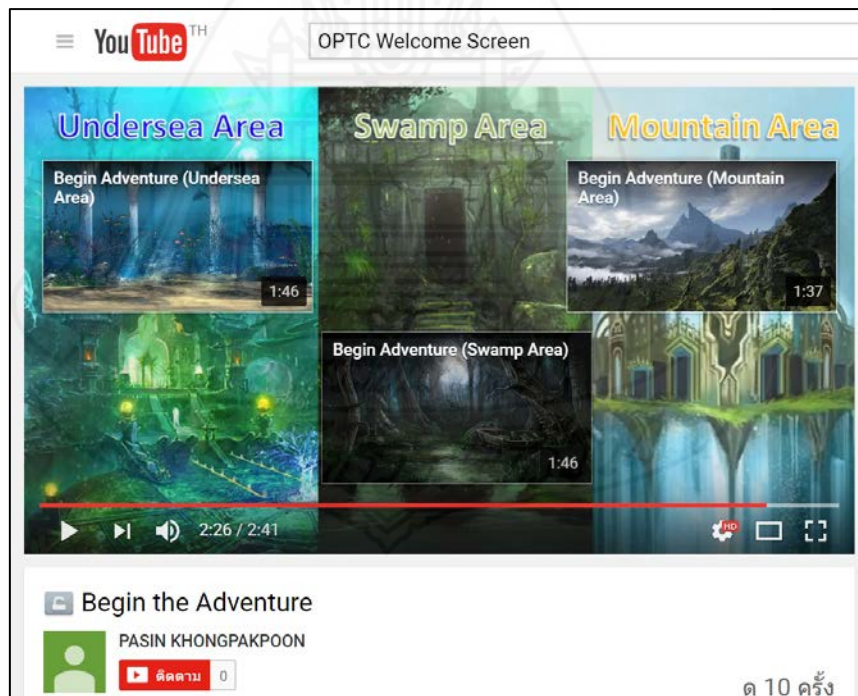 YouTube TH
OPTC Welcome Screen
Undersea Area
Swamp Area
Mountain Area
Begin Adventure (Undersea
Area)
1:46
Begin Adventure (Mountain
Area)
1:37
Begin Adventure (Swamp Area)
1:46
2:26 / 2:41
HD
Begin the Adventure
PASIN KHONGPAKPOON
ติดตาม 0
ดู 10 ครั้ง